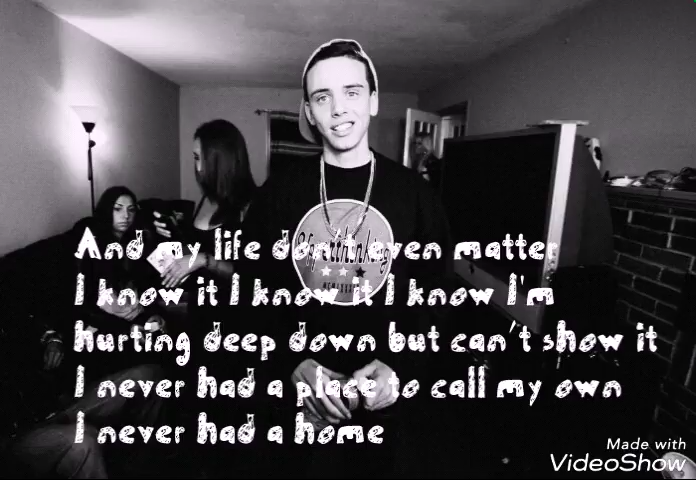 And my life don't even matter
I know it I know it I know I'm
hurting deep down but can't show it
I never had a place to call my own
I never had a home
Made with
VideoShow